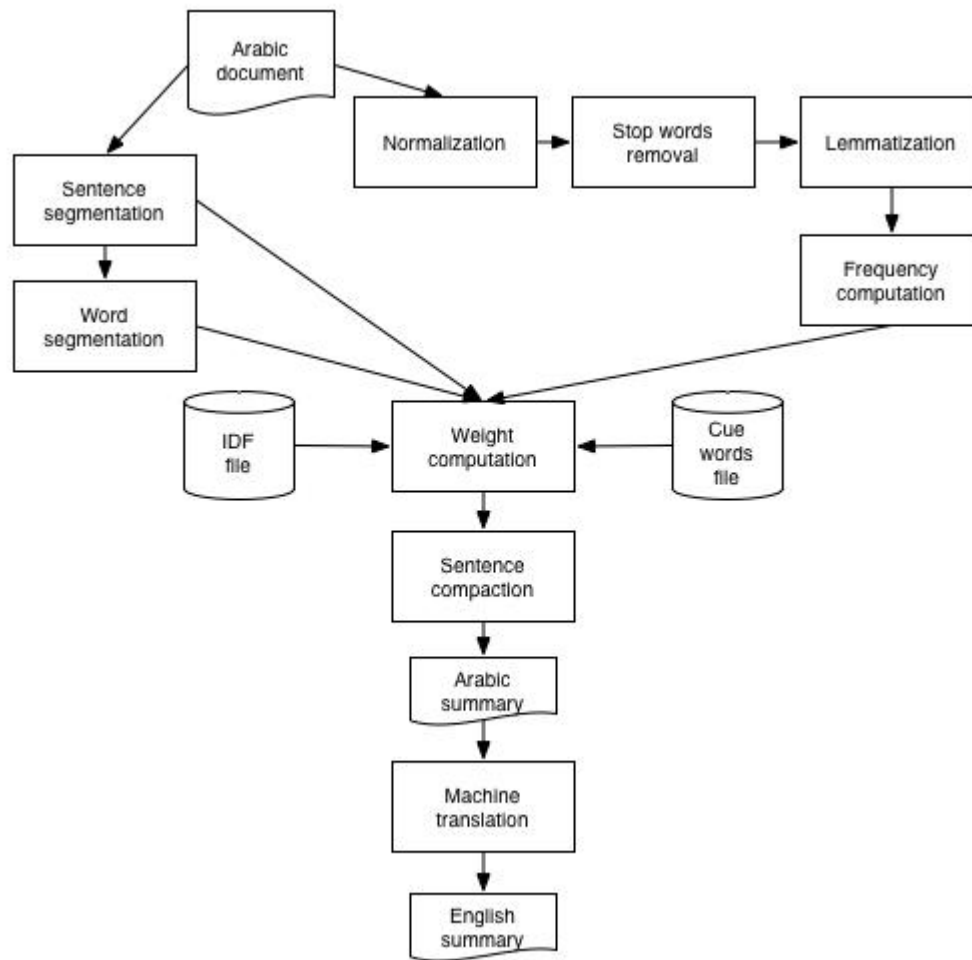 Arabic
document
Normalization
Stop words
removal
Lemmatization
Sentence
segmentation
Frequency
computation
Word
segmentation
IDF
file
Weight
computation
Cue
words
file
Sentence
compaction
Arabic
summary
Machine
translation
English
summary